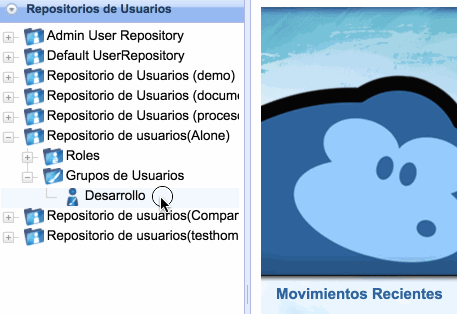 Repositorios de Usuarios
Admin User Repository
Default UserRepository
Repositorio de Usuarios (demo)
Repositorio de Usuarios (docume
Repositorio de Usuarios (proces
Repositorio de usuarios(Alone)
Roles
Grupos de Usuarios
Desarrollo
Repositorio de usuarios(Compar
Repositorio de usuarios(testhom
Movimientos Recientes